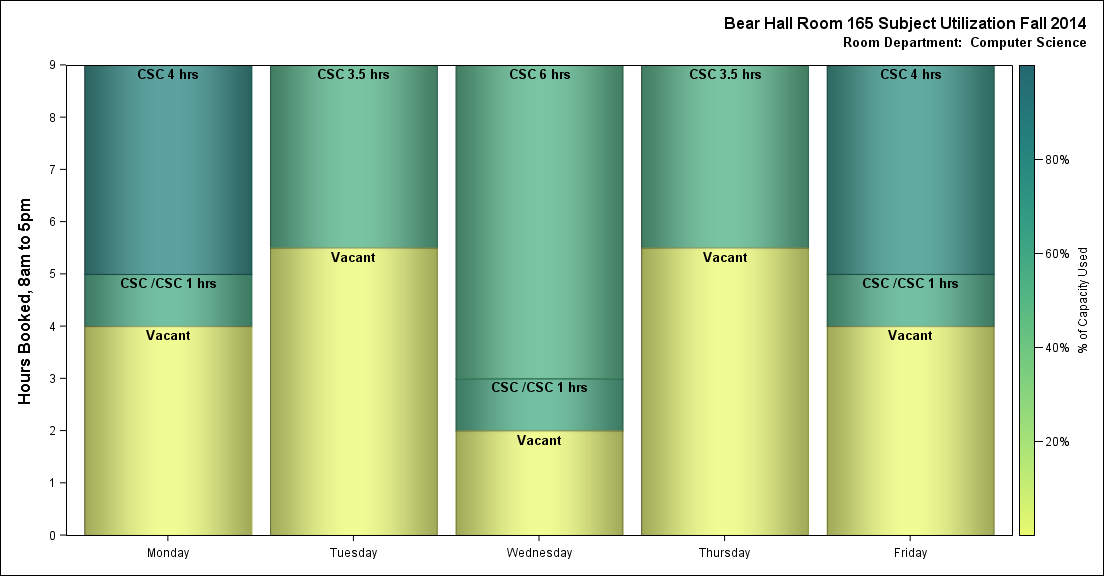 Bear Hall Room 165 Subject Utilization Fall 2014
Room Department:  Computer Science
Hours Booked, 8am to 5pm
9
8
7
6
5
4
3
2
1
0
CSC 4 hrs
CSC /CSC 1 hrs
Vacant
CSC 3.5 hrs
Vacant
CSC 6 hrs
CSC /CSC 1 hrs
Vacant
CSC 3.5 hrs
Vacant
CSC 4 hrs
CSC /CSC 1 hrs
Vacant
Monday
Tuesday
Wednesday
Thursday
Friday
80%
60%
40%
20%
% of Capacity Used